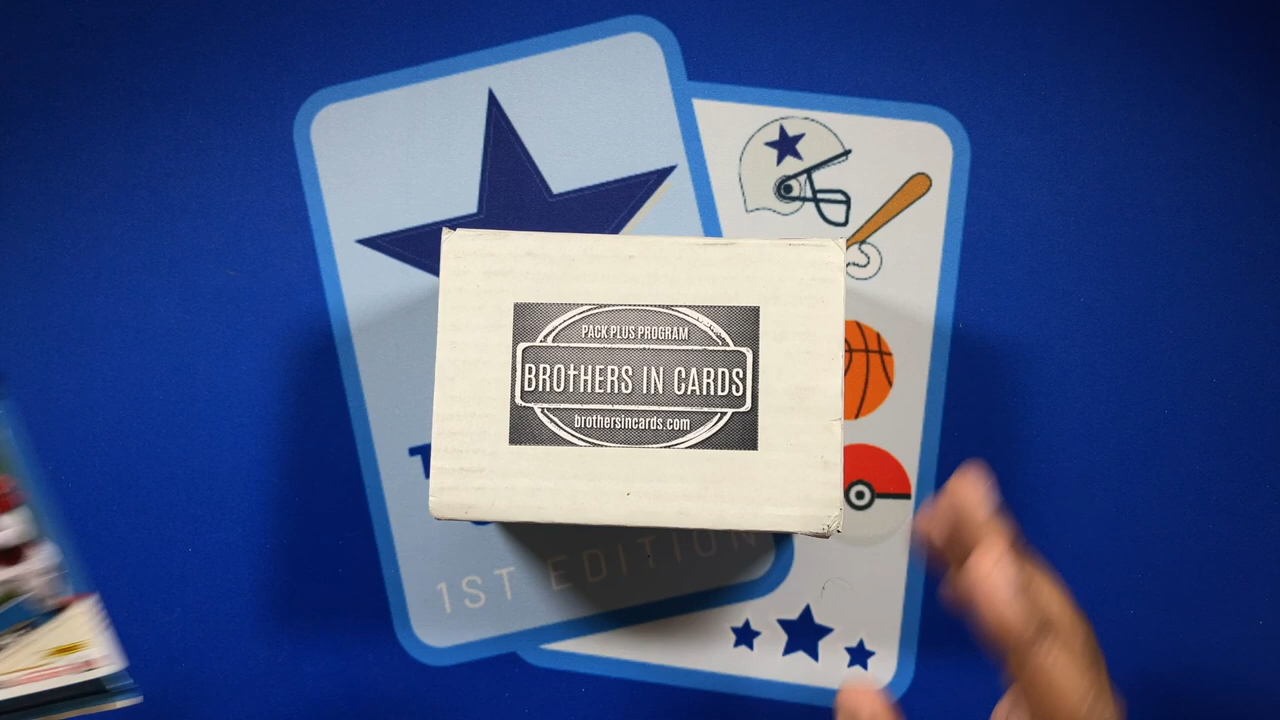 PACK PLUS PROGRAM
BROTHERS IN CARDS
brothersincards.com
1ST EDITION